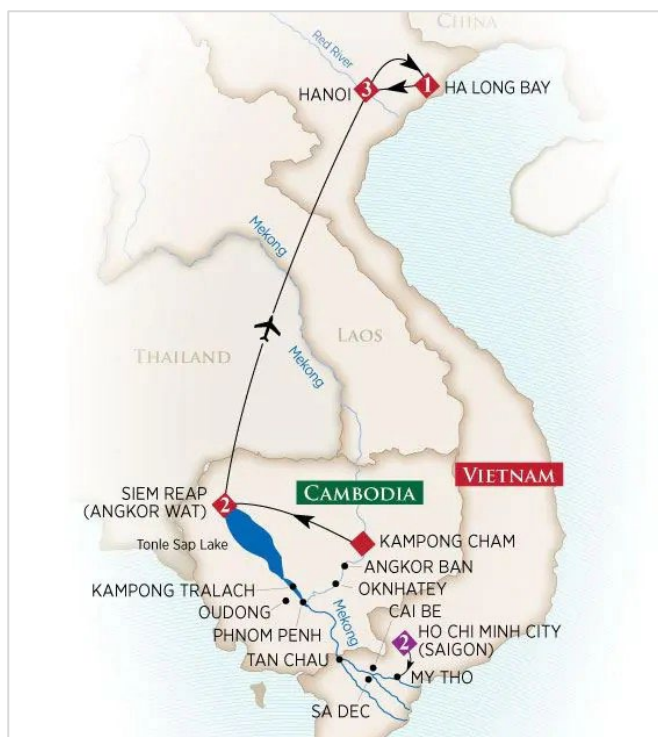 CHINA
Red River
HANOI
3
1
HA LONG BAY
Mekong
Mekong
LAOS
THAILAND
VIETNAM
CAMBODIA
SIEM REAP
(ANGKOR WAT)
2
Tonle Sap Lake
KAMPONG CHAM
ANGKOR BAN
OKNHATEY
KAMPONG TRALACH
OUDONG
PHNOM PENH
Mekong
CAI BE
2
HO CHI MINH CITY
(SAIGON)
TAN CHAU
MY THO
SA DEC